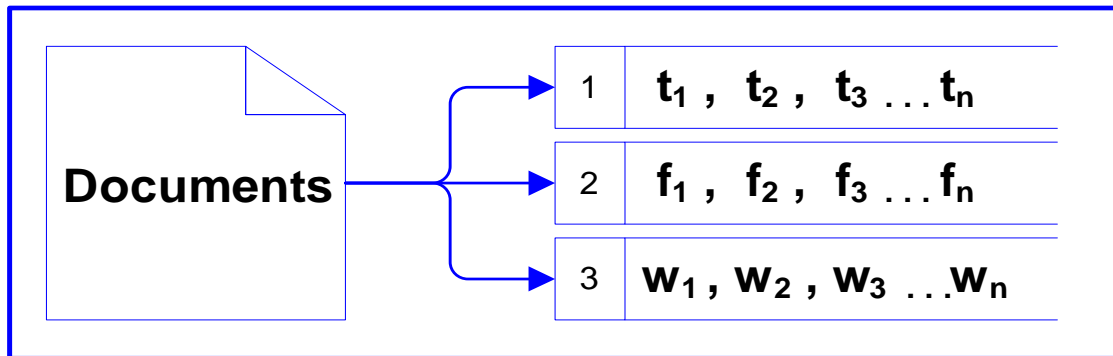 1 t₁ , t₂ , t₃ ... tₙ
Documents 2 f₁ , f₂ , f₃ ... fₙ
3 w₁ , w₂ , w₃ ...wₙ